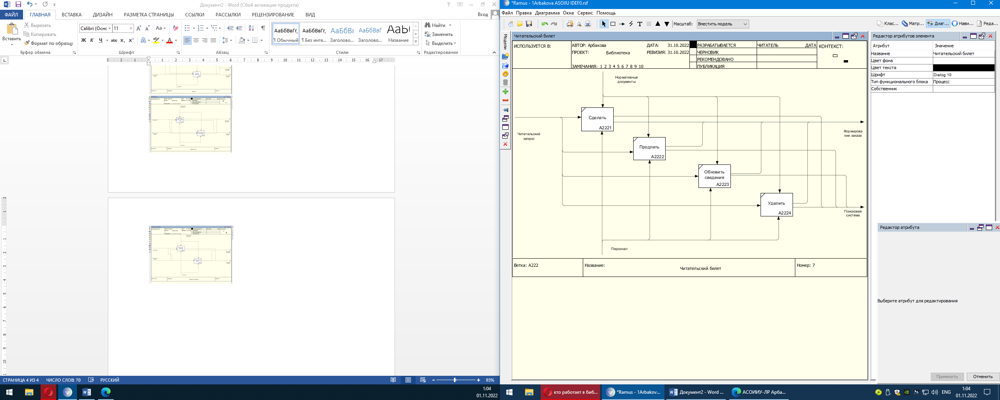 Документ2 - Word (Сбой активации продукта)
ФАЙЛ ГЛАВНАЯ ВСТАВКА ДИЗАЙН РАЗМЕТКА СТРАНИЦЫ ССЫЛКИ РАССЫЛКИ РЕЦЕНЗИРОВАНИЕ ВИД Вход
Вставить
Вырезать
Копировать
Формат по образцу
Буфер обмена
Calibri (Оснс 11
Ж К Ч abc x₂ x²
Шрифт
Абзац
АаБбВвГг, АаБбВвГг, АаБбВвГ АаБбВвГ АаБ
¶ Обычный ¶ Без инте... Заголово... Заголово... Название
Стили
Найти
Заменить
Выделить
Редактирование
3 2 1 1 2 3 4 5 6 7 8 9 10 11 12 13 14 15 16 17
СТРАНИЦА 4 ИЗ 4 ЧИСЛО СЛОВ: 70 РУССКИЙ 93%
1:04
01.11.2022
*Ramus - 1Arbakova ASOIIU IDEF0.rsf
Файл Правка Диаграмма Окна Сервис Помощь
Масштаб: Вместить модель
Клас... Матр... Диаг... Нави... Реда...
Модели
Читательский билет
ИСПОЛЬЗУЕТСЯ В:
АВТОР: Арбакова ДАТА: 31.10.2022
ПРОЕКТ: Библиотека РЕВИЗИЯ: 31.10.2022
ЗАМЕЧАНИЯ: 1 2 3 4 5 6 7 8 9 10
РАЗРАБАТЫВАЕТСЯ ЧИТАТЕЛЬ ДАТА
ЧЕРНОВИК
РЕКОМЕНДОВАНО
ПУБЛИКАЦИЯ
КОНТЕКСТ:
Нормативные
документы
Сделать
A2221
Читательский
запрос
Формирова
ние заказа
Продлить
A2222
Обновить
сведения
A2223
Удалить
A2224
Поисковая
система
Персонал
Ветка: A222 Название: Читательский билет Номер: 7
Редактор атрибутов элемента
Атрибут Значение
Название Читательский билет
Цвет фона
Цвет текста
Шрифт Dialog 10
Тип функционального блока Процесс
Собственник
Редактор атрибута
Выберите атрибут для редактирования
Применить Отменить
кто работает в биб... *Ramus - 1Arbakov... Документ2 - Word ... АСОИИУ-ЛР Арба...
ENG
1:04
01.11.2022